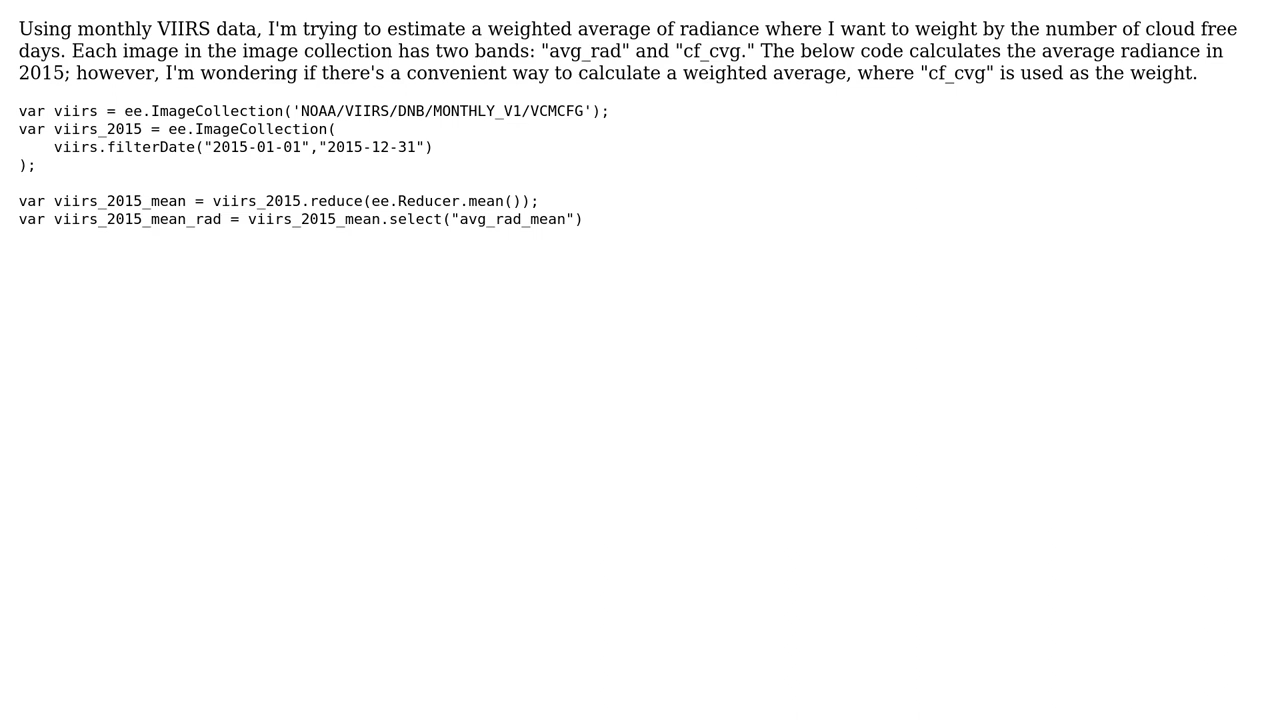 Using monthly VIIRS data, I'm trying to estimate a weighted average of radiance where I want to weight by the number of cloud free
days. Each image in the image collection has two bands: "avg_rad" and "cf_cvg." The below code calculates the average radiance in
2015; however, I'm wondering if there's a convenient way to calculate a weighted average, where "cf_cvg" is used as the weight.
var viirs = ee.ImageCollection('NOAA/VIIRS/DNB/MONTHLY_V1/VCMCFG');
var viirs_2015 = ee.ImageCollection(
    viirs.filterDate("2015-01-01","2015-12-31")
);
var viirs_2015_mean = viirs_2015.reduce(ee.Reducer.mean());
var viirs_2015_mean_rad = viirs_2015_mean.select("avg_rad_mean")